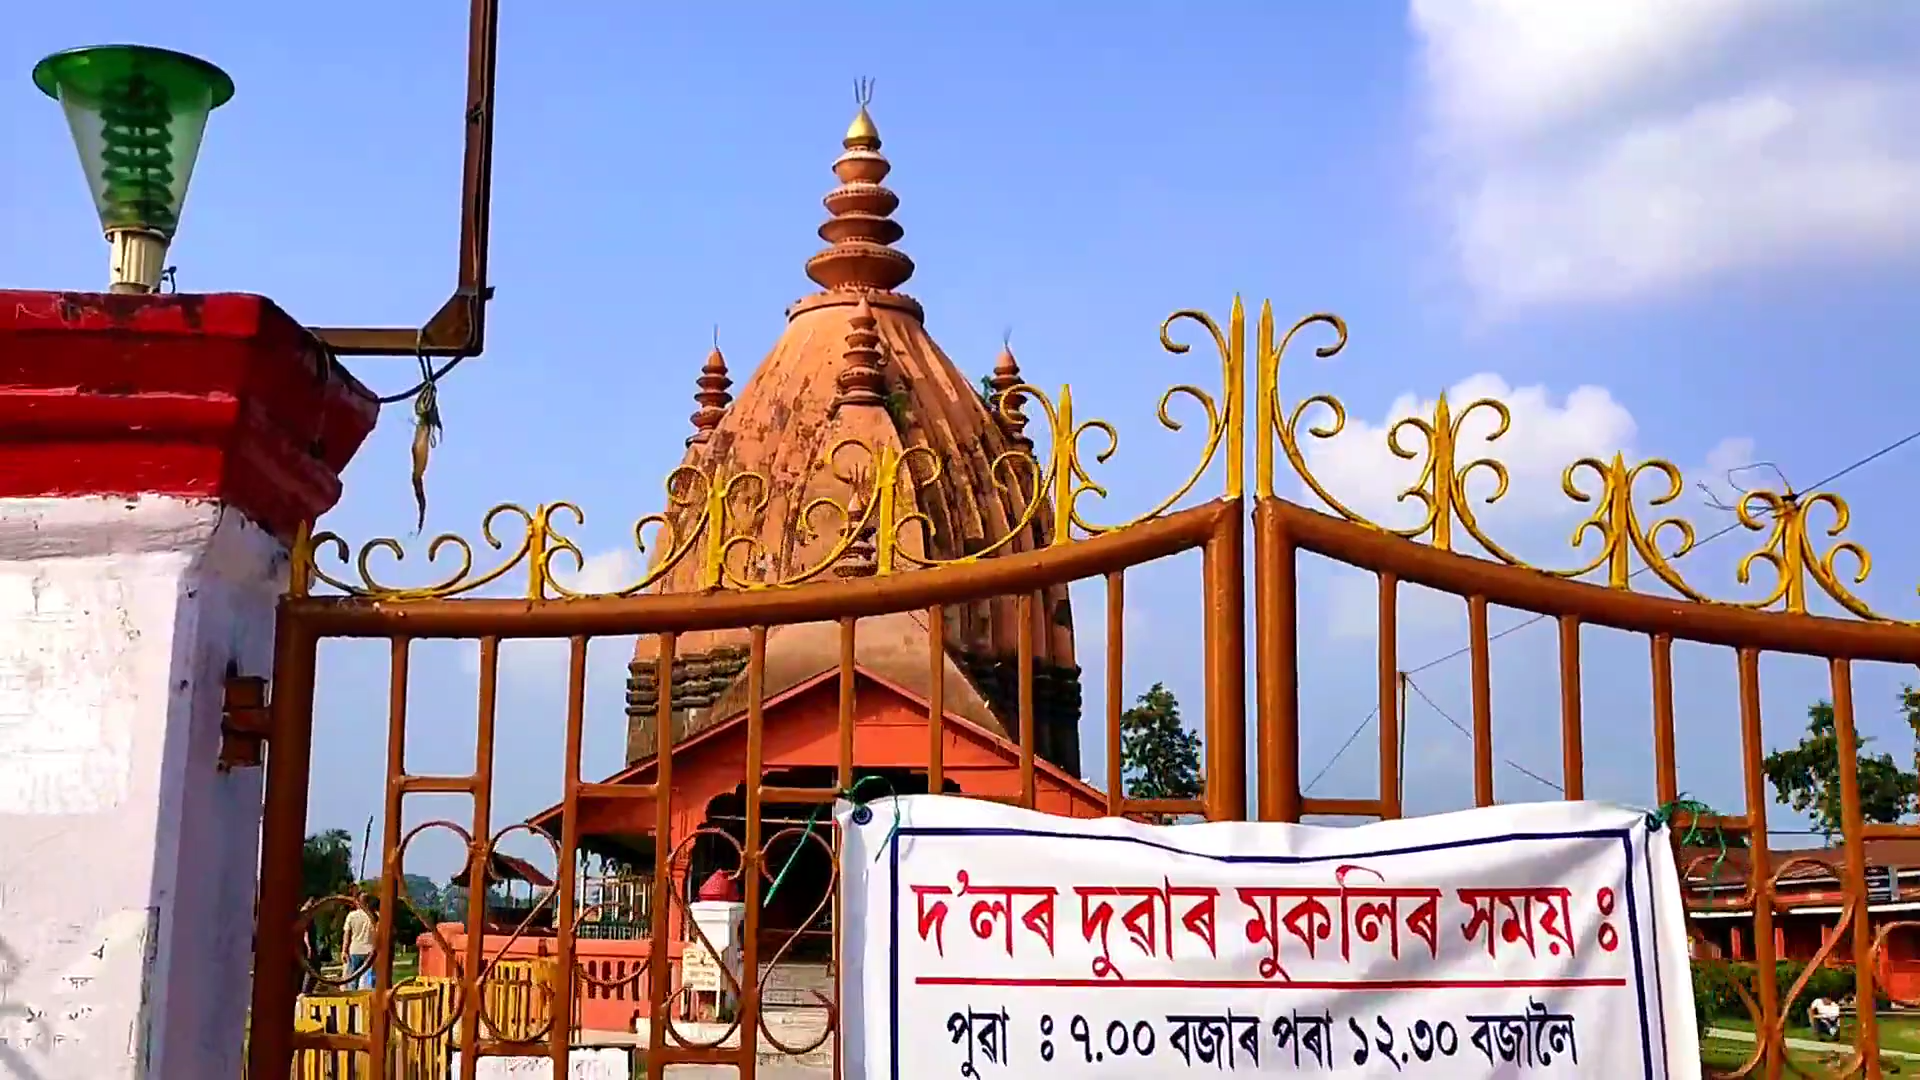 দ'লৰ দুৱাৰ মুকলিৰ সময় ঃ
পুৱা ঃ ৭.০০ বজাৰ পৰা ১২.৩০ বজালৈ